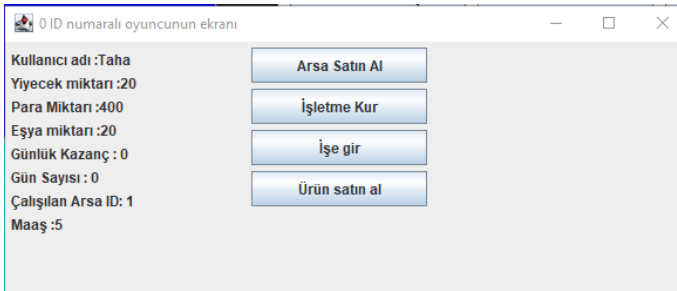 0 ID numaralı oyuncunun ekranı
Kullanıcı adı :Taha
Yiyecek miktarı :20
Para Miktarı :400
Eşya miktarı :20
Günlük Kazanç : 0
Gün Sayısı : 0
Çalışılan Arsa ID: 1
Maaş :5
Arsa Satın Al
İşletme Kur
İşe gir
Ürün satın al